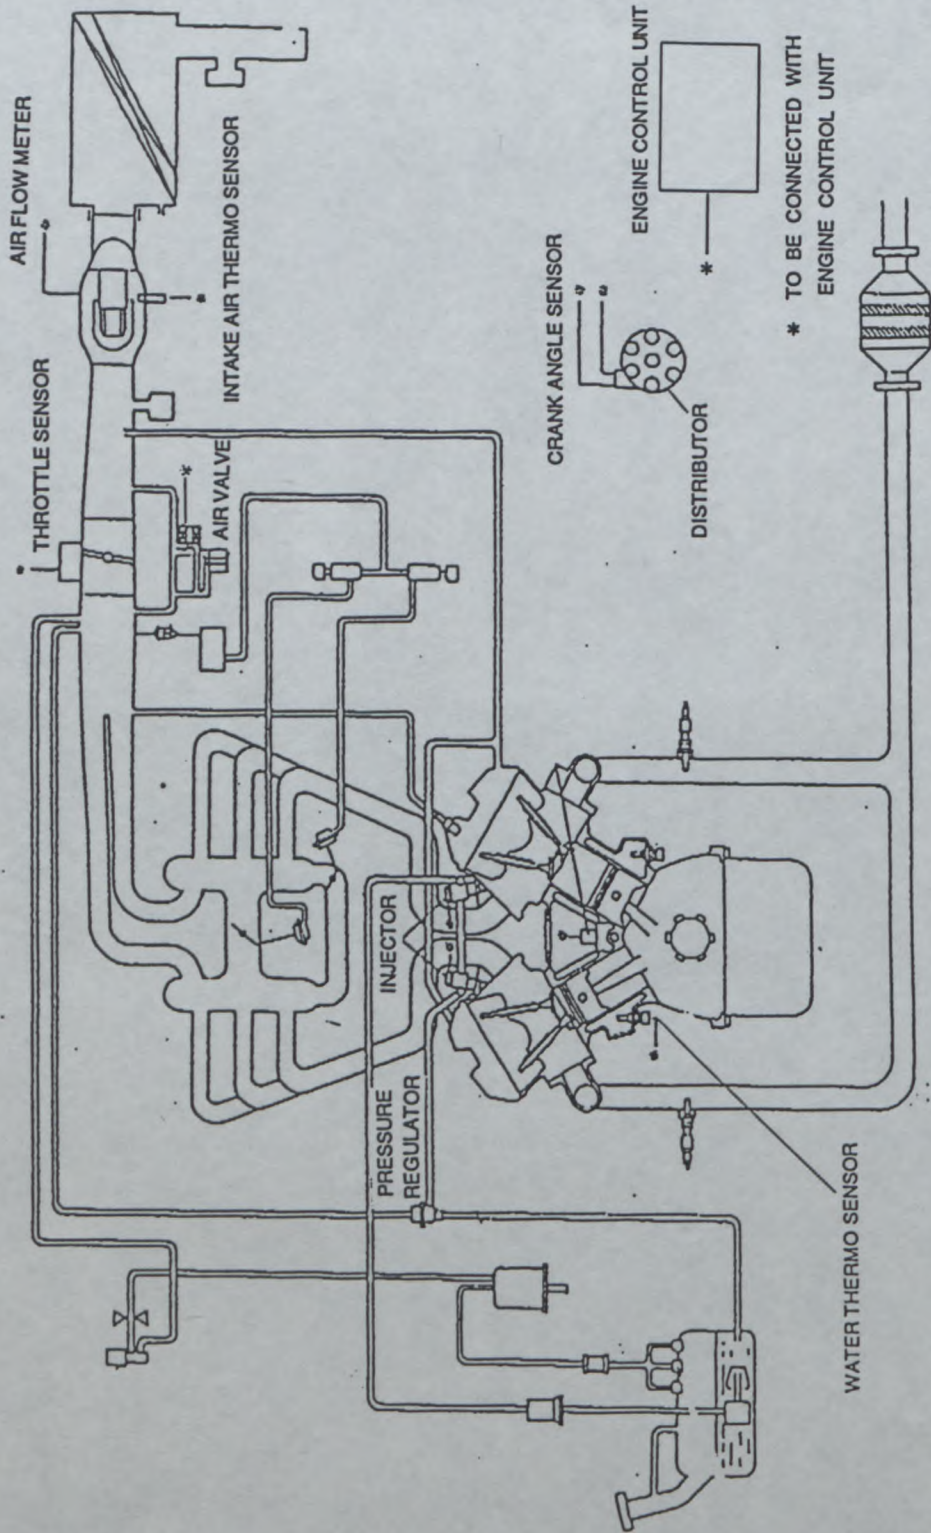 AIR FLOW METER
THROTTLE SENSOR
INTAKE AIR THERMO SENSOR
AIR VALVE
ENGINE CONTROL UNIT
CRANK ANGLE SENSOR
DISTRIBUTOR
* TO BE CONNECTED WITH
ENGINE CONTROL UNIT
INJECTOR
PRESSURE
REGULATOR
WATER THERMO SENSOR